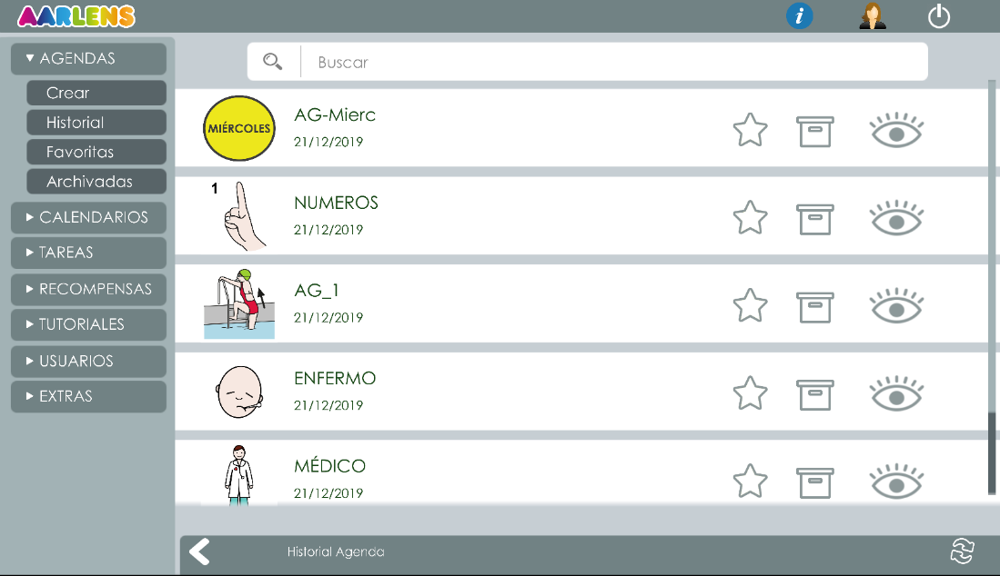 AARLENS
AGENDAS
Crear
Historial
Favoritas
Archivadas
CALENDARIOS
TAREAS
RECOMPENSAS
TUTORIALES
USUARIOS
EXTRAS
i
Buscar
MIÉRCOLES
AG-Mierc
21/12/2019
1
NUMEROS
21/12/2019
AG_1
21/12/2019
ENFERMO
21/12/2019
MÉDICO
21/12/2019
Historial Agenda